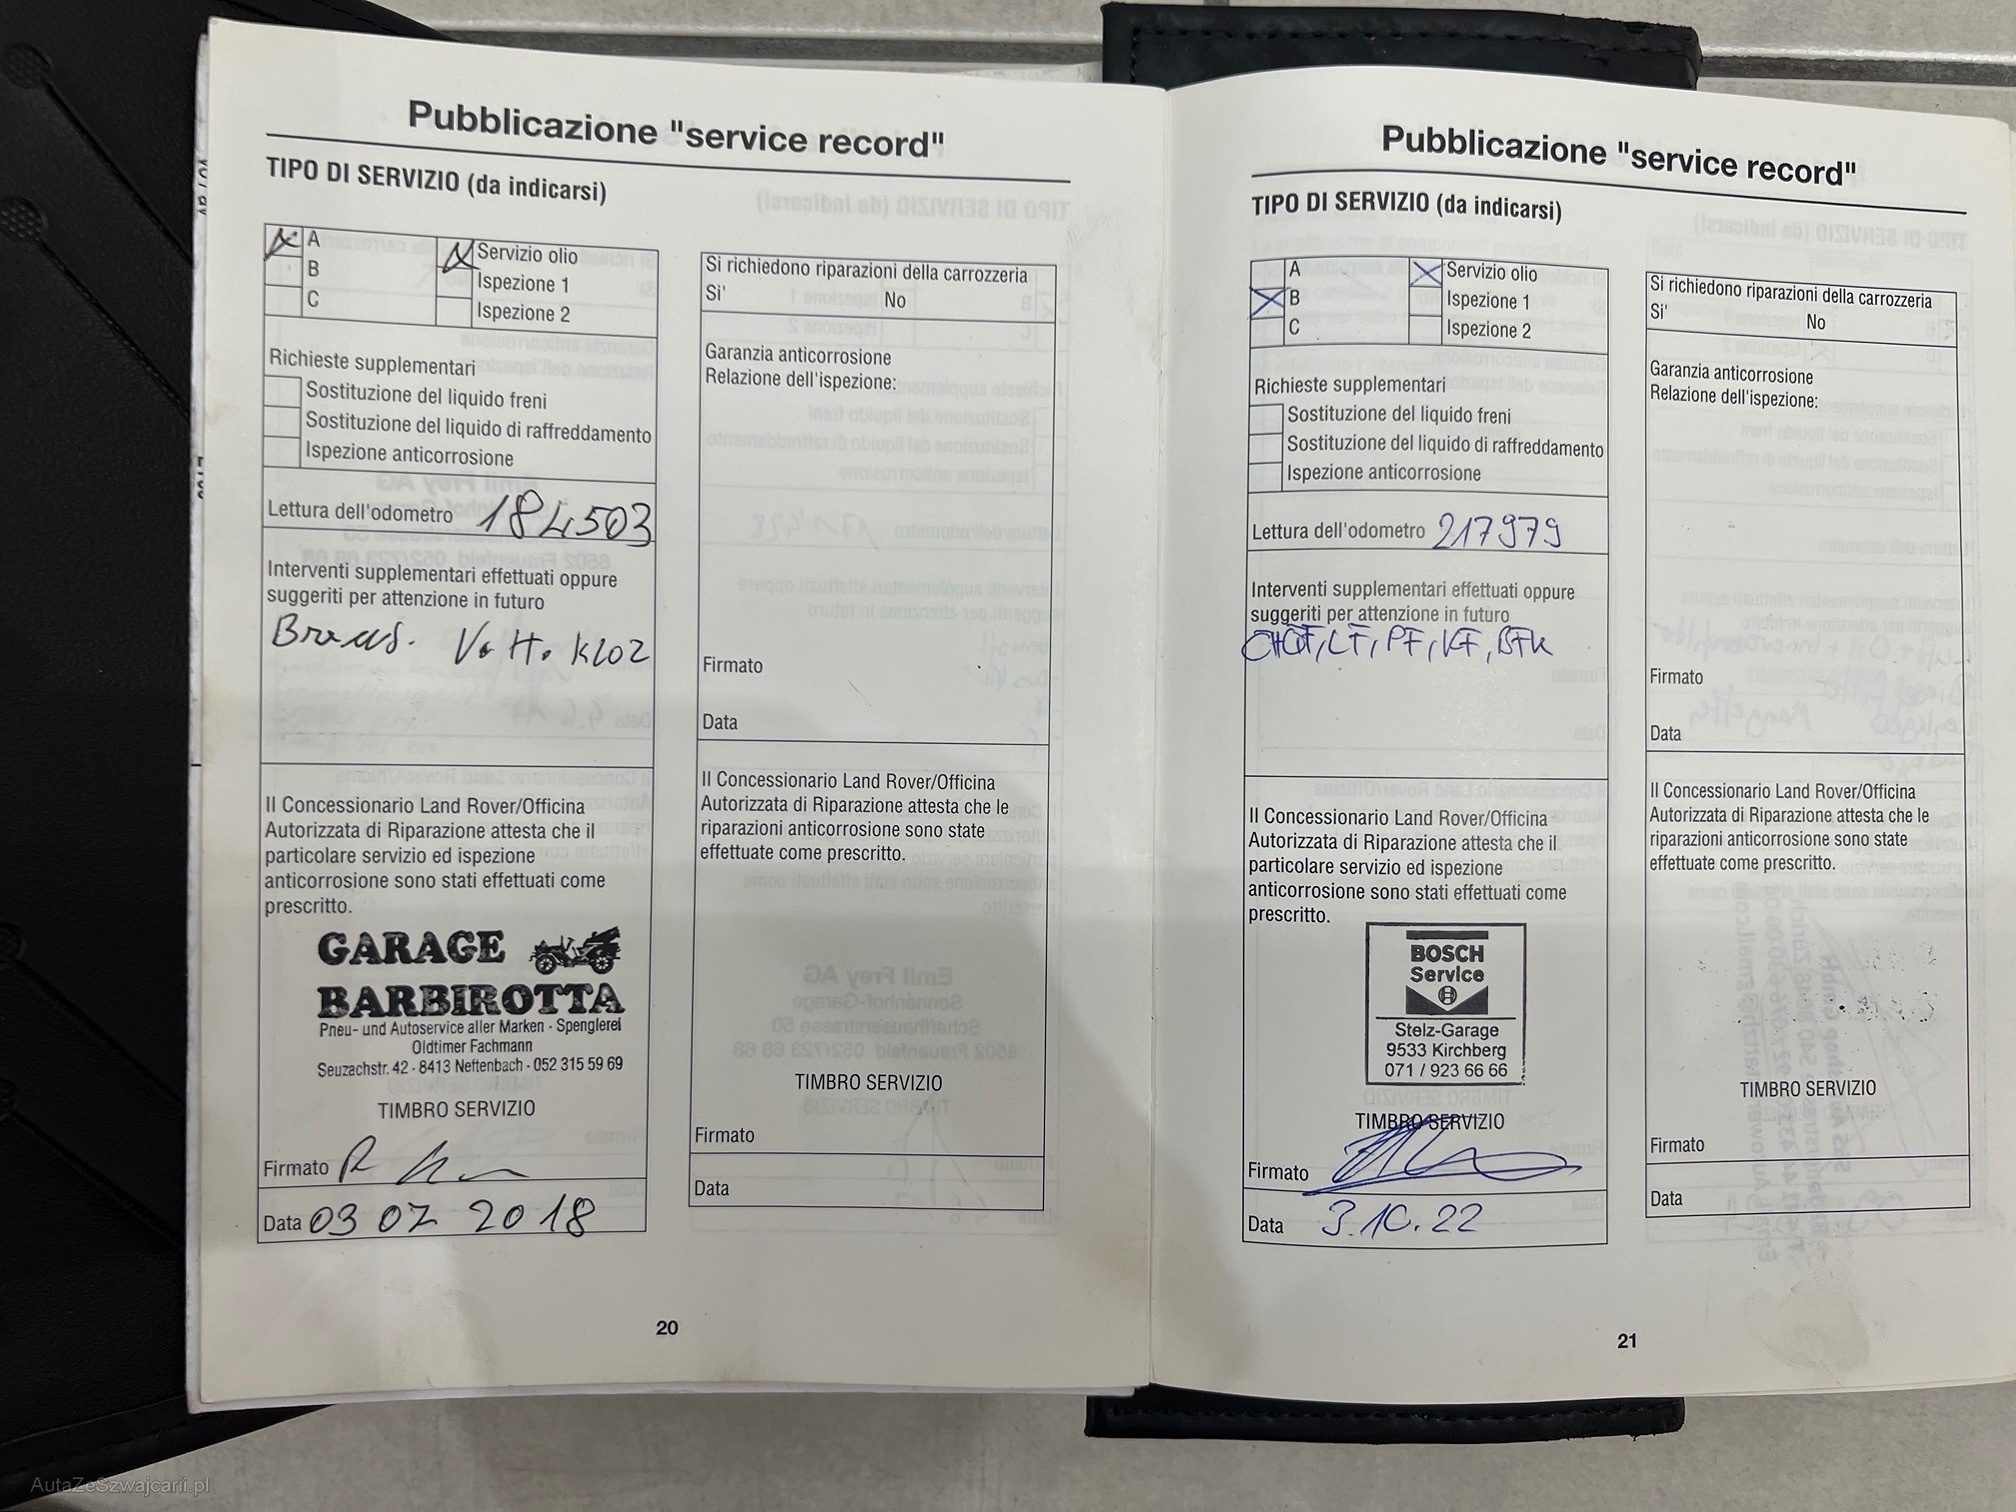 Pubblicazione "service record"
TIPO DI SERVIZIO (da indicarsi)
A
B
C
Servizio olio
Ispezione 1
Ispezione 2
Richieste supplementari
Sostituzione del liquido freni
Sostituzione del liquido di raffreddamento
Ispezione anticorrosione
Lettura dell'odometro 184503
Interventi supplementari effettuati oppure
suggeriti per attenzione in futuro
V. H. Kloz
Il Concessionario Land Rover/Officina
Autorizzata di Riparazione attesta che il
particolare servizio ed ispezione
anticorrosione sono stati effettuati come
prescritto.
GARAGE
BARBIROTTA
Pneu- und Autoservice aller Marken · Spenglerei
Oldtimer Fachmann
Seuzachstr. 42 · 8413 Neftenbach · 052 315 59 69
TIMBRO SERVIZIO
Firmato
Data 03 07 2018
Si richiedono riparazioni della carrozzeria
Si' No
Garanzia anticorrosione
Relazione dell'ispezione:
Firmato
Data
Il Concessionario Land Rover/Officina
Autorizzata di Riparazione attesta che le
riparazioni anticorrosione sono state
effettuate come prescritto.
TIMBRO SERVIZIO
Firmato
Data
20
Pubblicazione "service record"
TIPO DI SERVIZIO (da indicarsi)
A
B
C
Servizio olio
Ispezione 1
Ispezione 2
Richieste supplementari
Sostituzione del liquido freni
Sostituzione del liquido di raffreddamento
Ispezione anticorrosione
Lettura dell'odometro 217979
Interventi supplementari effettuati oppure
suggeriti per attenzione in futuro
LF, PF, KF, BFK
Il Concessionario Land Rover/Officina
Autorizzata di Riparazione attesta che il
particolare servizio ed ispezione
anticorrosione sono stati effettuati come
prescritto.
BOSCH
Service
Stelz-Garage
9533 Kirchberg
071 / 923 66 66
TIMBRO SERVIZIO
Firmato
Data 3.10.22
Si richiedono riparazioni della carrozzeria
Si' No
Garanzia anticorrosione
Relazione dell'ispezione:
Firmato
Data
Il Concessionario Land Rover/Officina
Autorizzata di Riparazione attesta che le
riparazioni anticorrosione sono state
effettuate come prescritto.
TIMBRO SERVIZIO
Firmato
Data
21
AutaZeSzwajcarii.pl